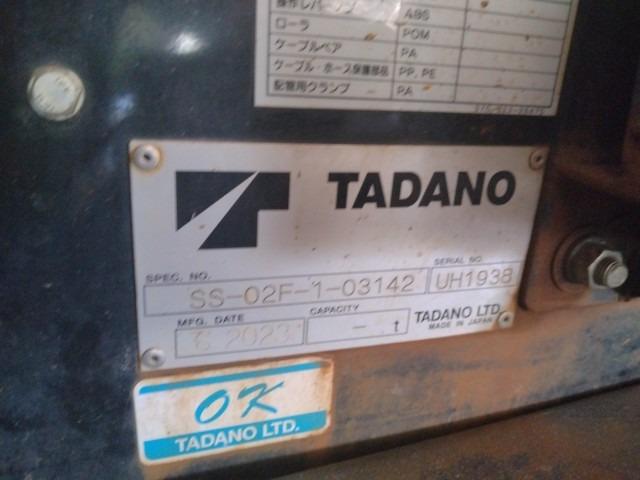 ABS
ローラ POM
ケーブルベア PA
ケーブル・ホース保護部品 PP, PE
配管用クランプ PA
TADANO
SPEC. NO. SS-02F-1-03142
SERIAL NO. UH1938
MFG. DATE 6 2023
CAPACITY - t
TADANO LTD.
MADE IN JAPAN
OK
TADANO LTD.